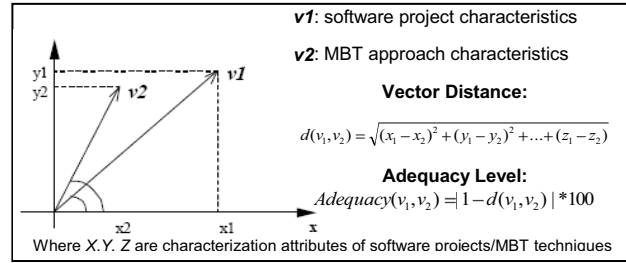 v1: software project characteristics
v2: MBT approach characteristics
Vector Distance:
d(v₁,v₂) = √(x₁ − x₂)² + (y₁ − y₂)² + ...+ (z₁ − z₂)
Adequacy Level:
Adequacy(v₁,v₂) =| 1− d(v₁,v₂) | *100
y1
y2
v1
v2
x2
x1
x
Where X.Y. Z are characterization attributes of software projects/MBT techniques